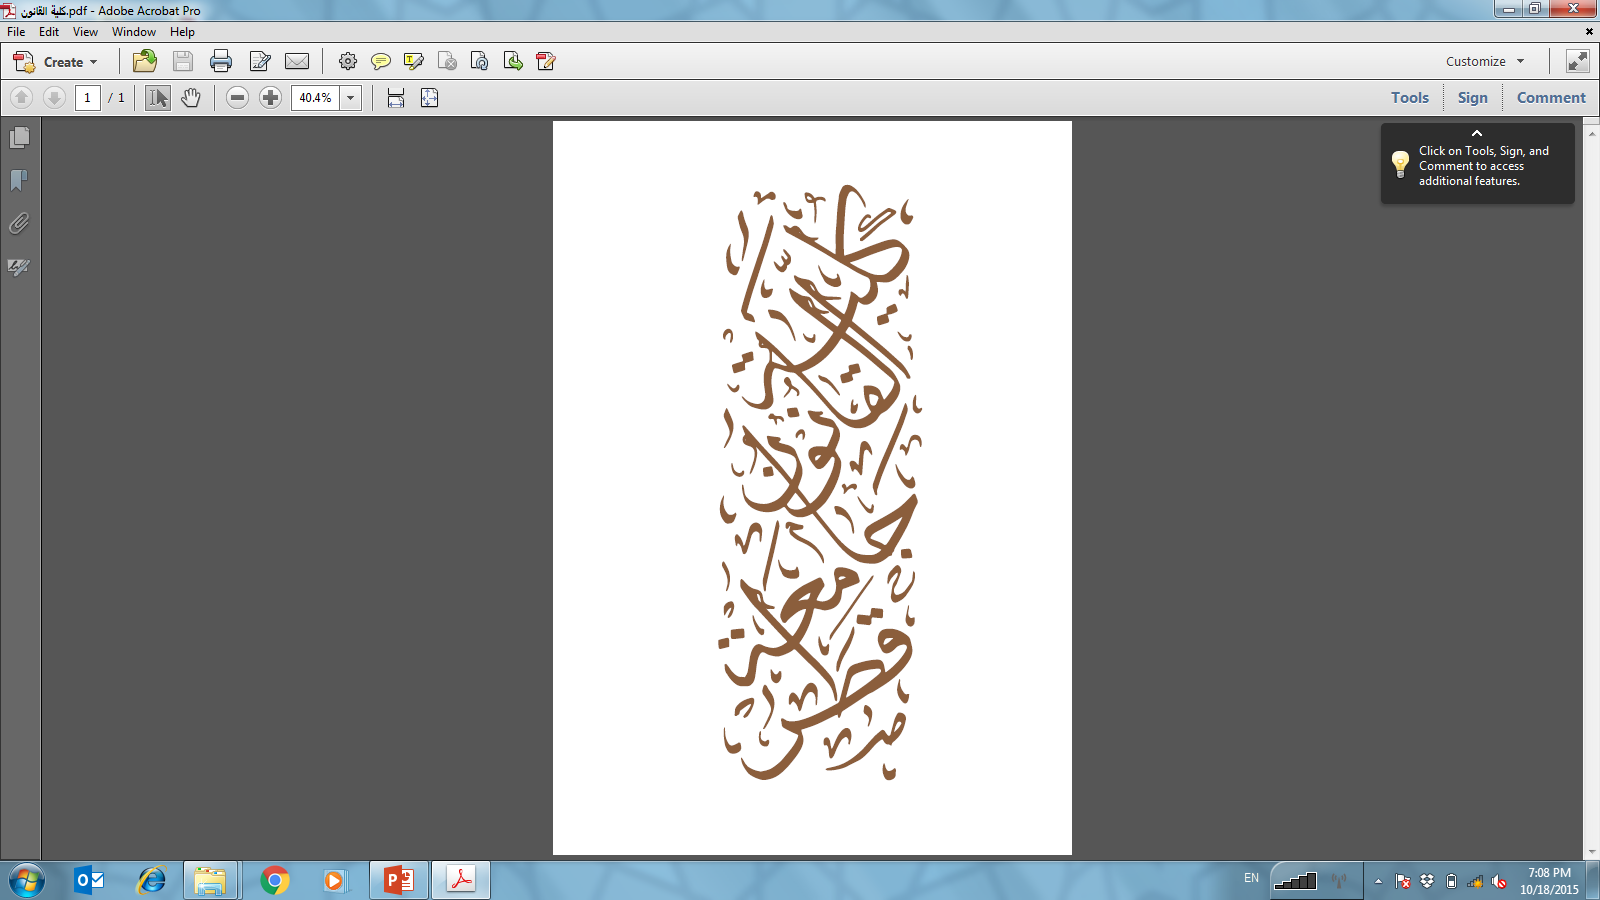 كلية القانون.pdf - Adobe Acrobat Pro
File Edit View Window Help
Create
Customize
1 / 1
40.4%
Tools Sign Comment
Click on Tools, Sign, and
Comment to access
additional features.
كلية
القانون
جامعة
قطر
EN
7:08 PM
10/18/2015